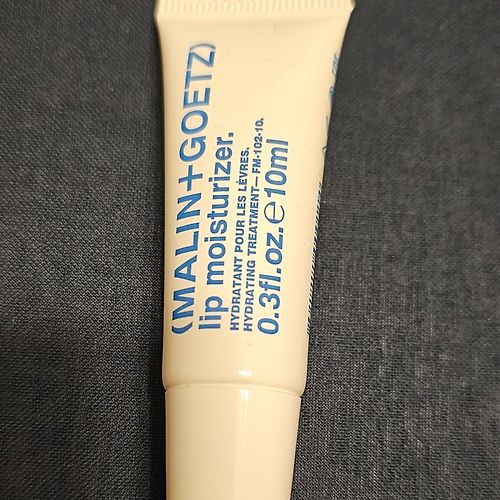 (MALIN+GOETZ)
lip moisturizer.
HYDRATANT POUR LES LÈVRES.
HYDRATING TREATMENT—FM-102-10.
0.3fl.oz.℮10ml